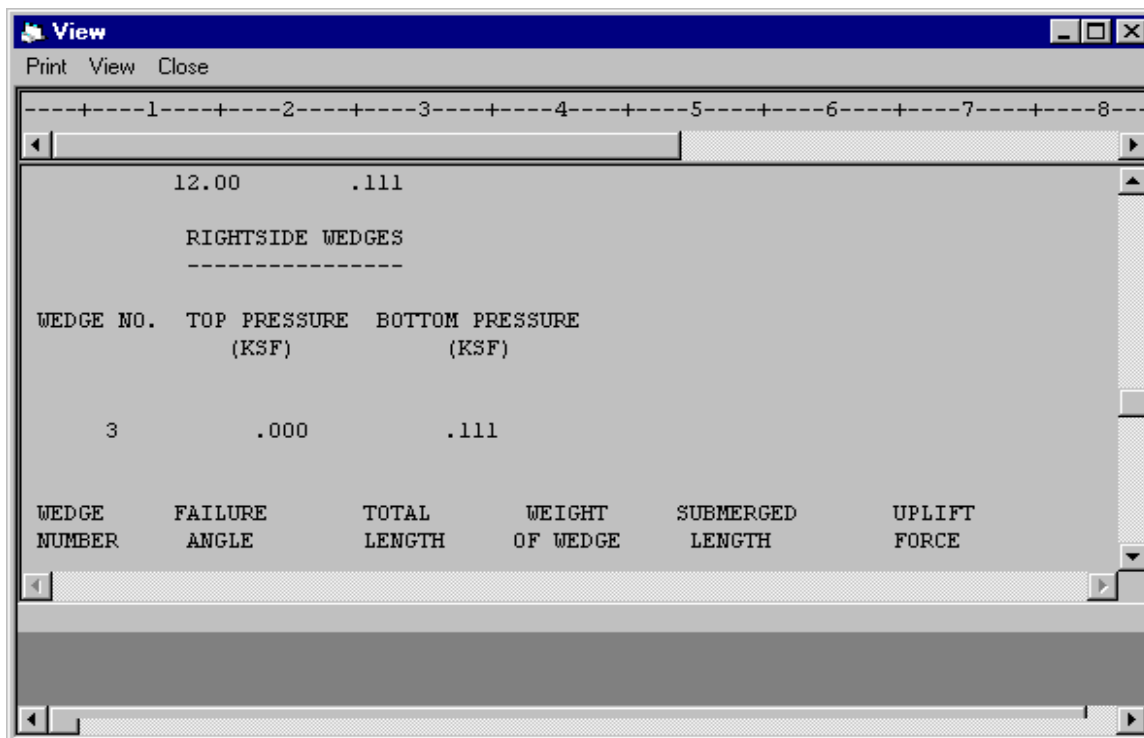 View
Print View Close
----+----1----+----2----+----3----+----4----+----5----+----6----+----7----+----8---
12.00 .111
RIGHTSIDE WEDGES
----------------
WEDGE NO. TOP PRESSURE BOTTOM PRESSURE
(KSF) (KSF)
3 .000 .111
WEDGE FAILURE TOTAL WEIGHT SUBMERGED UPLIFT
NUMBER ANGLE LENGTH OF WEDGE LENGTH FORCE